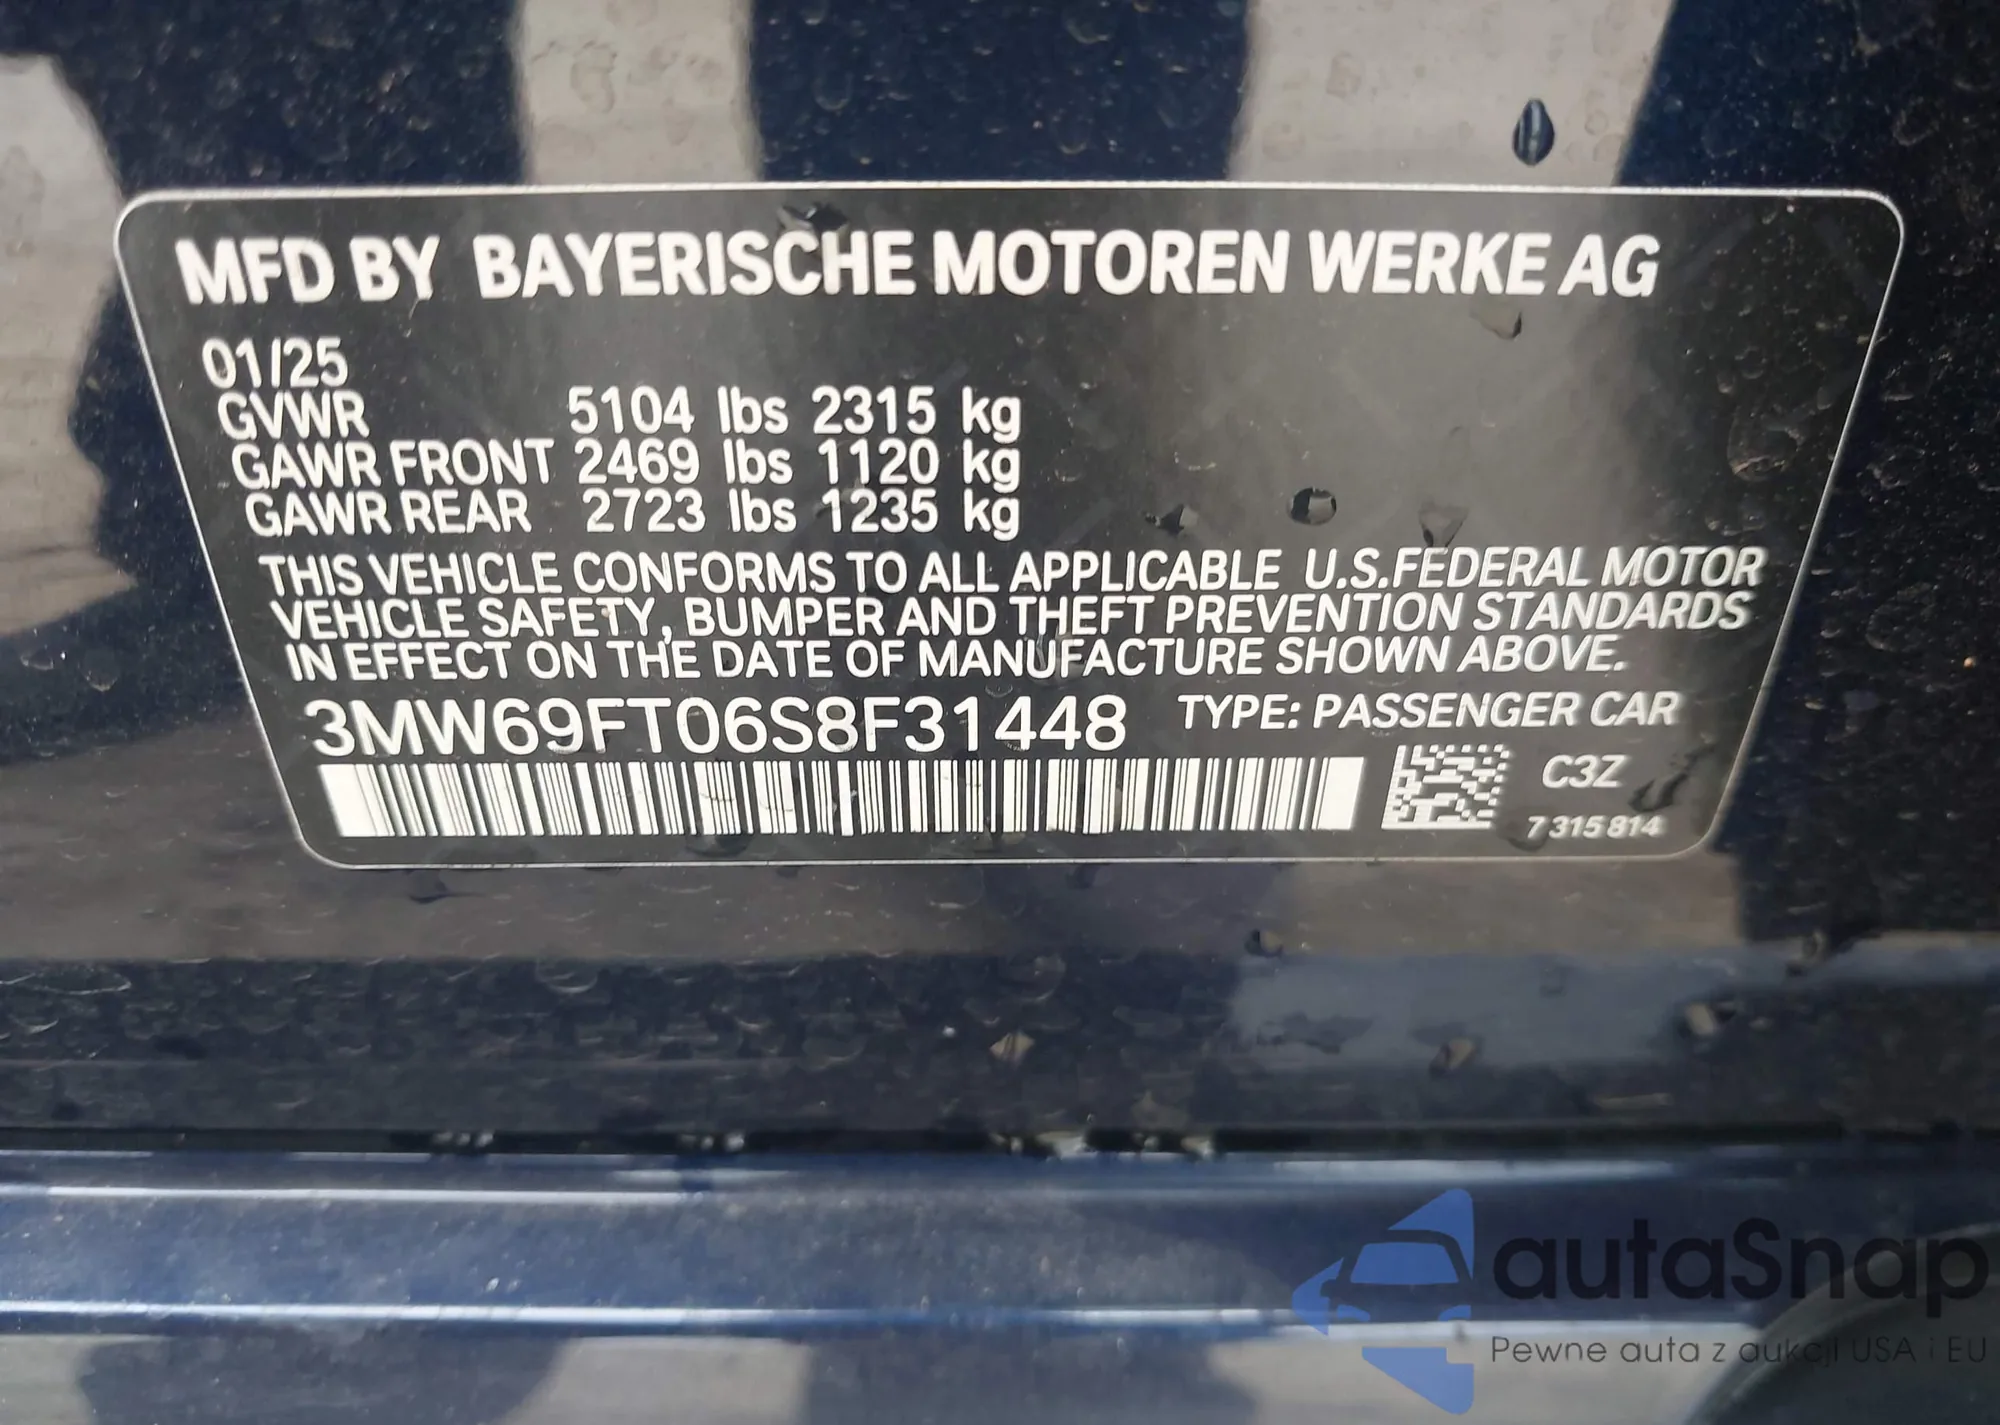 MFD BY BAYERISCHE MOTOREN WERKE AG
01/25
GVWR 5104 lbs 2315 kg
GAWR FRONT 2469 lbs 1120 kg
GAWR REAR 2723 lbs 1235 kg
THIS VEHICLE CONFORMS TO ALL APPLICABLE U.S.FEDERAL MOTOR
VEHICLE SAFETY, BUMPER AND THEFT PREVENTION STANDARDS
IN EFFECT ON THE DATE OF MANUFACTURE SHOWN ABOVE.
3MW69FT06S8F31448 TYPE: PASSENGER CAR
C3Z
7 315 814
autaSnap
Pewne auta z aukcji USA i EU